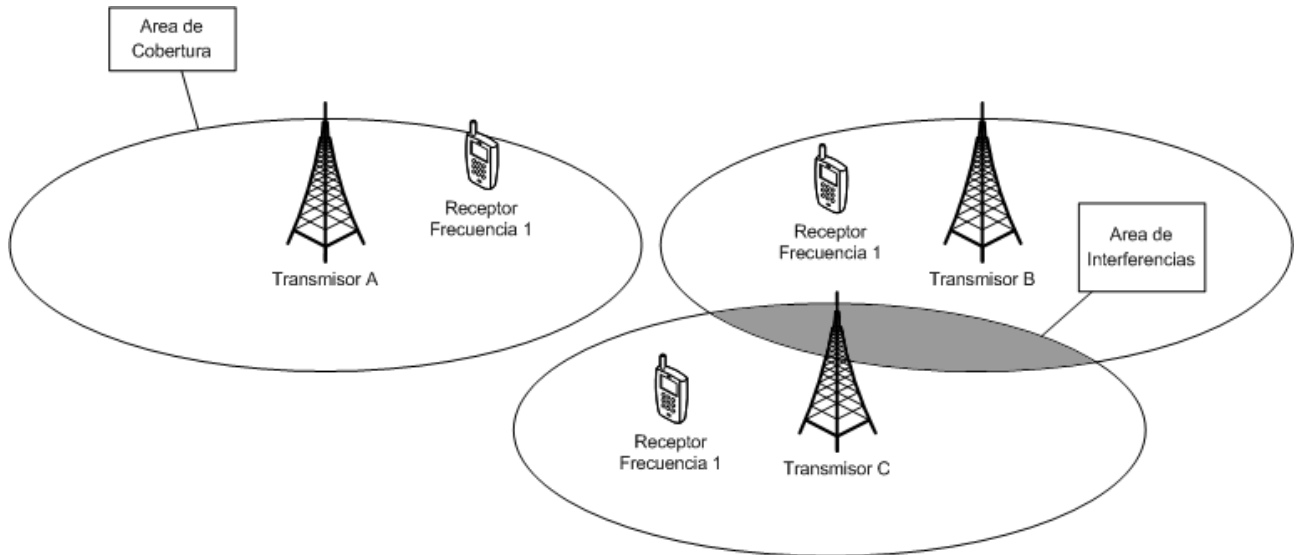 Area de
Cobertura
Receptor
Frecuencia 1
Transmisor A
Receptor
Frecuencia 1
Transmisor B
Area de
Interferencias
Receptor
Frecuencia 1
Transmisor C